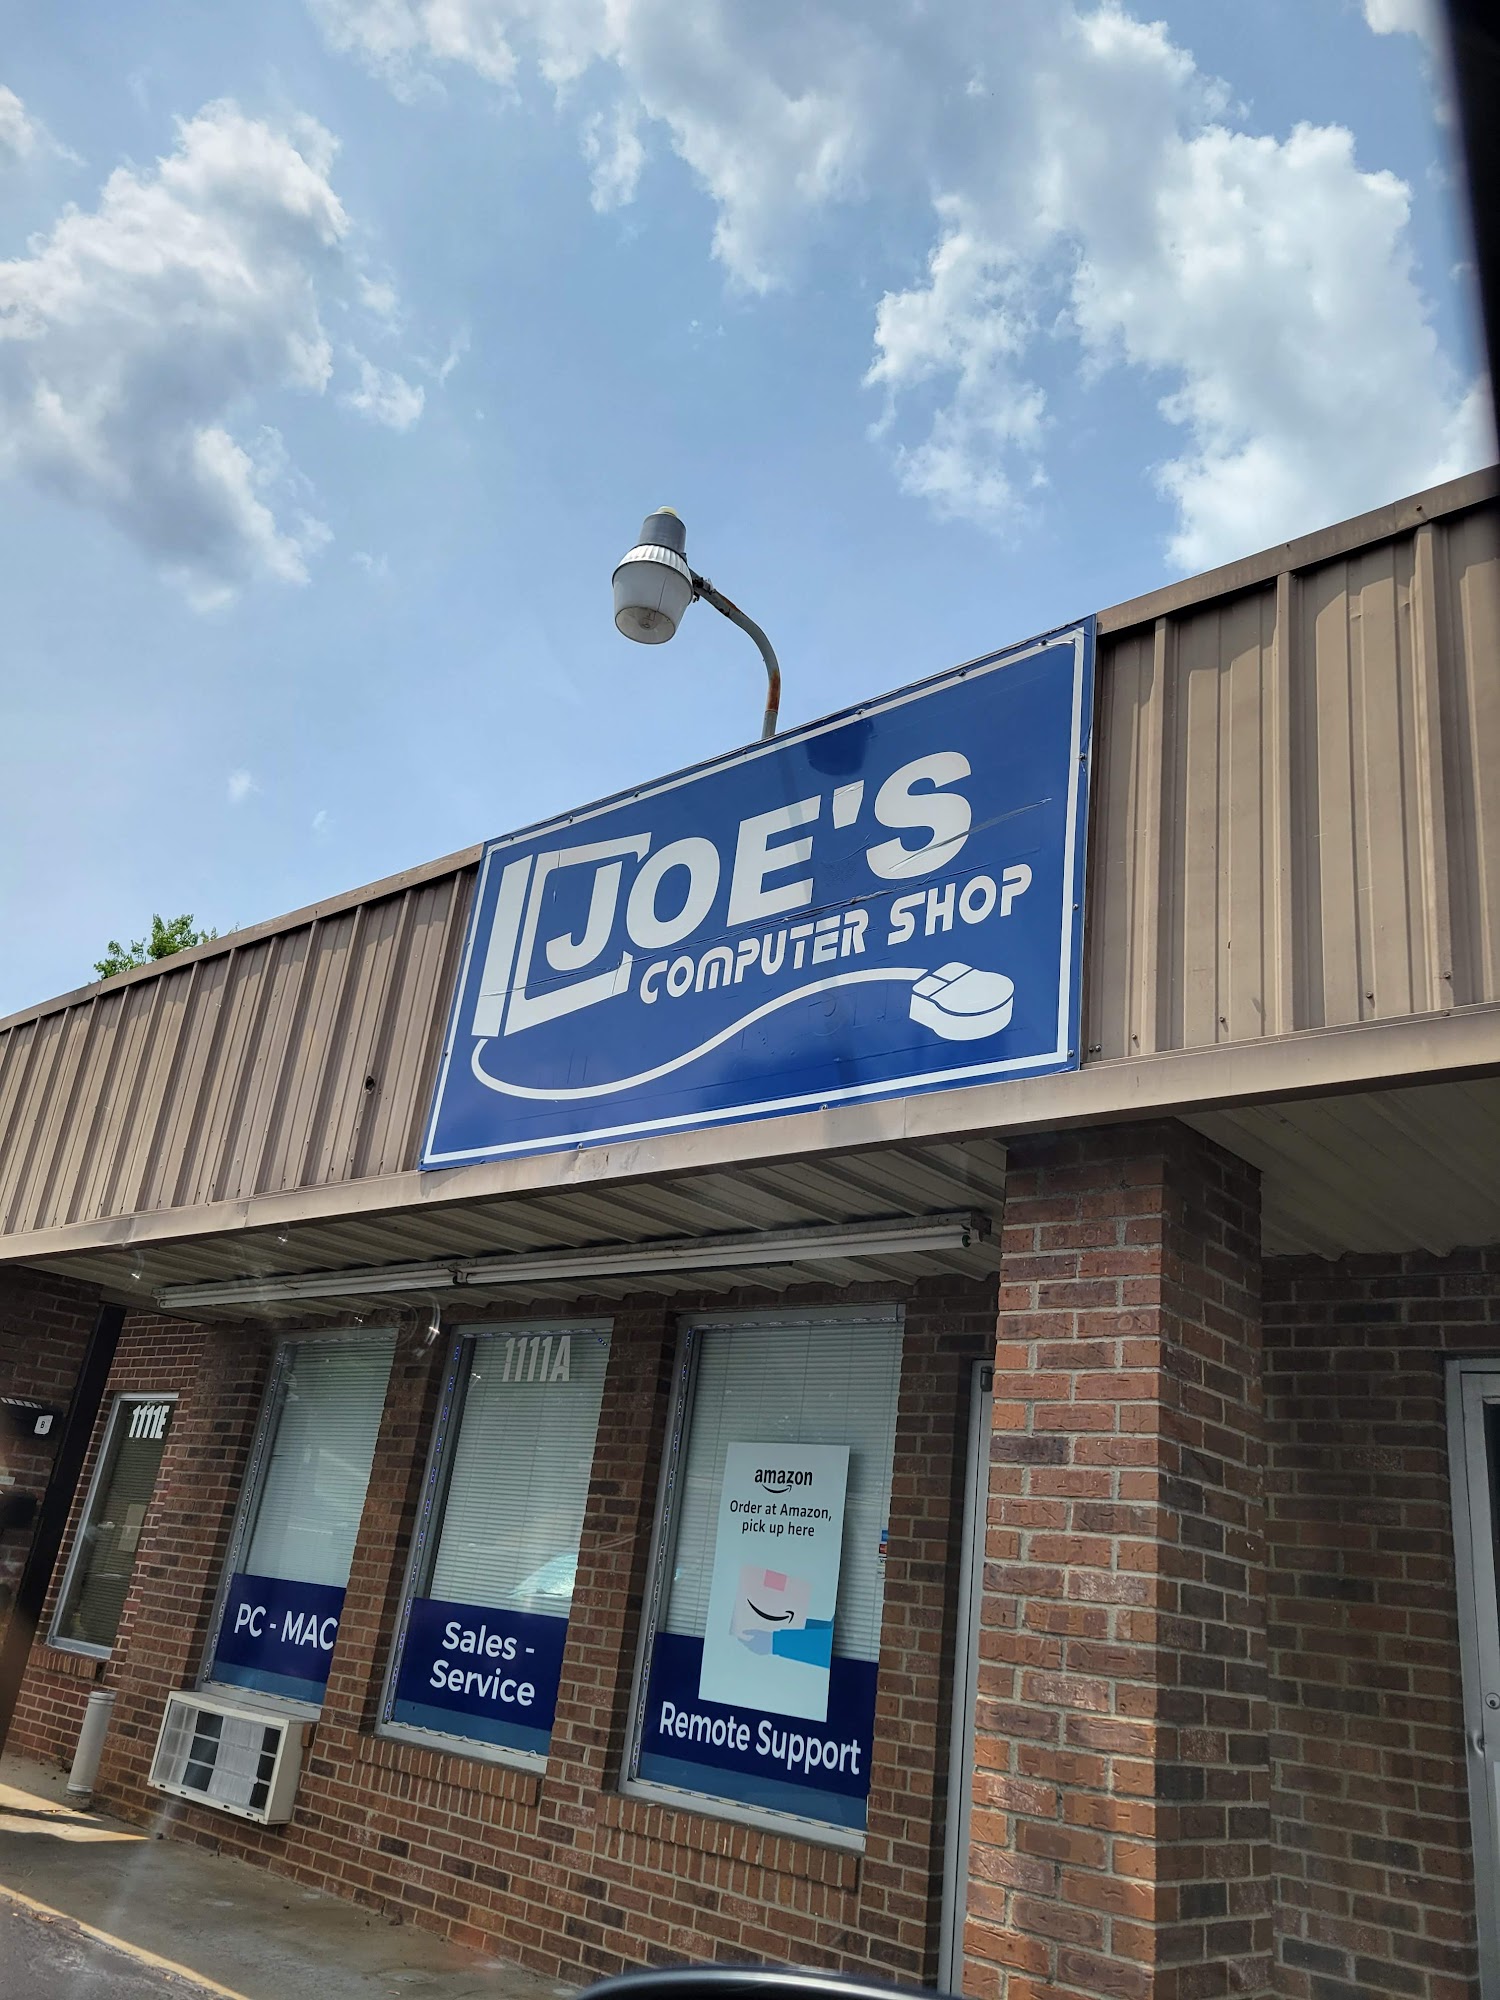 JOE'S
COMPUTER SHOP
1111E
1111A
B
amazon
Order at Amazon,
pick up here
PC - MAC
Sales -
Service
Remote Support